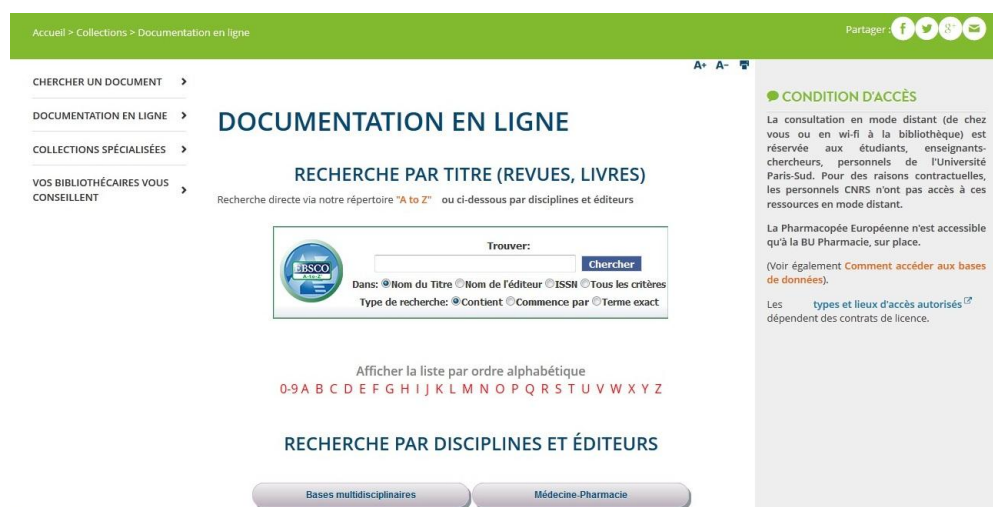 Accueil > Collections > Documentation en ligne
Partager :
A+ A-
CHERCHER UN DOCUMENT
DOCUMENTATION EN LIGNE
COLLECTIONS SPÉCIALISÉES
VOS BIBLIOTHÉCAIRES VOUS
CONSEILLENT
DOCUMENTATION EN LIGNE
RECHERCHE PAR TITRE (REVUES, LIVRES)
Recherche directe via notre répertoire "A to Z" ou ci-dessous par disciplines et éditeurs
EBSCO
A-to-Z
Trouver:
Chercher
Dans: Nom du Titre Nom de l'éditeur ISSN Tous les critères
Type de recherche: Contient Commence par Terme exact
Afficher la liste par ordre alphabétique
0-9 A B C D E F G H I J K L M N O P Q R S T U V W X Y Z
RECHERCHE PAR DISCIPLINES ET ÉDITEURS
Bases multidisciplinaires
Médecine-Pharmacie
CONDITION D'ACCÈS
La consultation en mode distant (de chez
vous ou en wi-fi à la bibliothèque) est
réservée aux étudiants, enseignants-
chercheurs, personnels de l'Université
Paris-Sud. Pour des raisons contractuelles,
les personnels CNRS n'ont pas accès à ces
ressources en mode distant.
La Pharmacopée Européenne n'est accessible
qu'à la BU Pharmacie, sur place.
(Voir également Comment accéder aux bases
de données).
Les types et lieux d'accès autorisés
dépendent des contrats de licence.